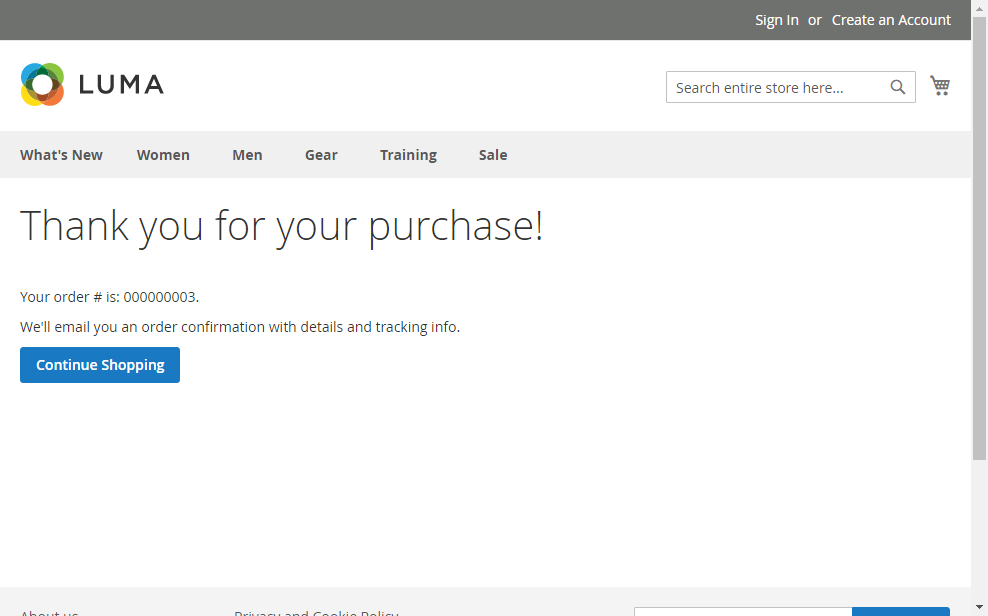 Sign In or Create an Account
LUMA
Search entire store here...
What's New Women Men Gear Training Sale
Thank you for your purchase!
Your order # is: 000000003.
We'll email you an order confirmation with details and tracking info.
Continue Shopping
About us Privacy and Cookie Policy